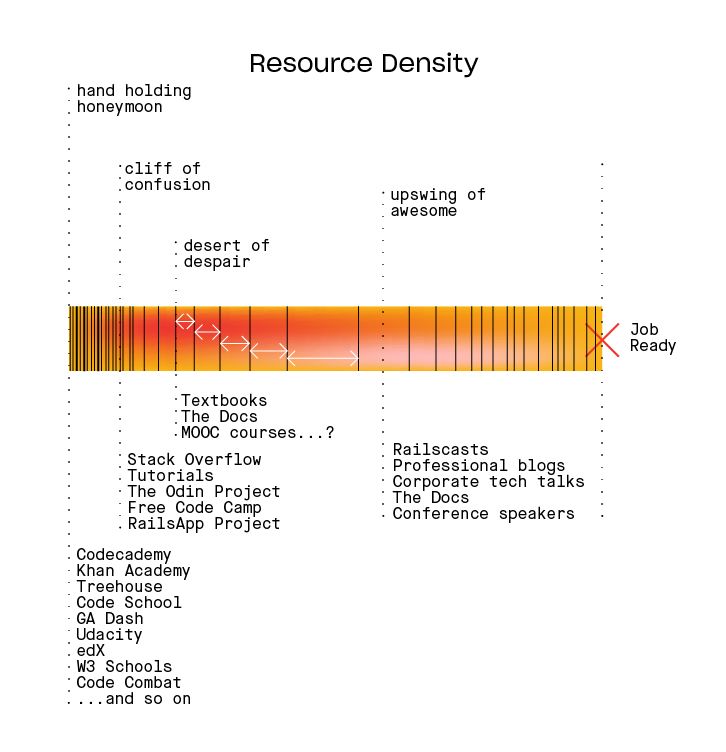 Resource Density
hand holding
honeymoon
cliff of
confusion
upswing of
awesome
desert of
despair
Job
Ready
Textbooks
The Docs
MOOC courses...?
Stack Overflow
Tutorials
The Odin Project
Free Code Camp
RailsApp Project
Railscasts
Professional blogs
Corporate tech talks
The Docs
Conference speakers
Codecademy
Khan Academy
Treehouse
Code School
GA Dash
Udacity
edX
W3 Schools
Code Combat
...and so on